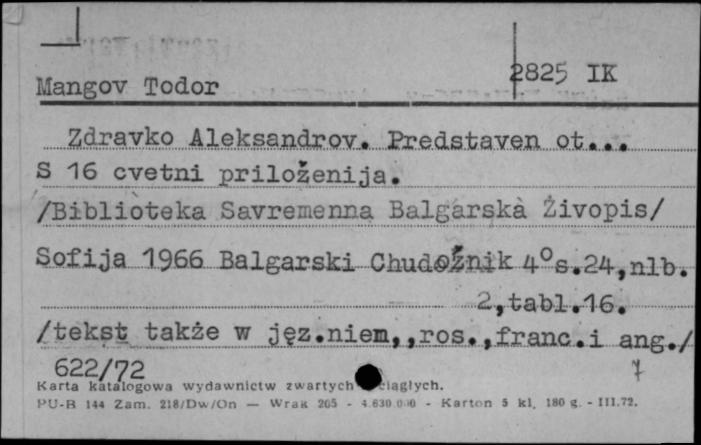 2825 IK
Mangov Todor
Zdravko Aleksandrov. Predstaven ot...
S 16 cvetni priloženija.
/Biblioteka Savremenna Balgarska Živopis/
Sofija 1966 Balgarski Chudožnik 4° s.24,nlb.
2,tabl.16.
/tekst także w jęz.niem,,ros.,franc.i ang./
622/72
7
Karta katalogowa wydawnictw zwartych ciągłych.
PU-B 144 Zam. 218/Dw/On — Wrak 205 - 4.630.000 - Karton 5 kl. 180 g. - III.72.